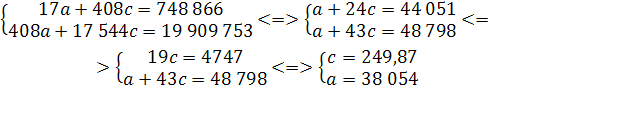 {17a + 408c = 748 866 <=> {a + 24c = 44 051 <=
{408a + 17 544c = 19 909 753 <=> {a + 43c = 48 798 <=
> {19c = 4747 <=> {c = 249,87
> {a + 43c = 48 798 <=> {a = 38 054